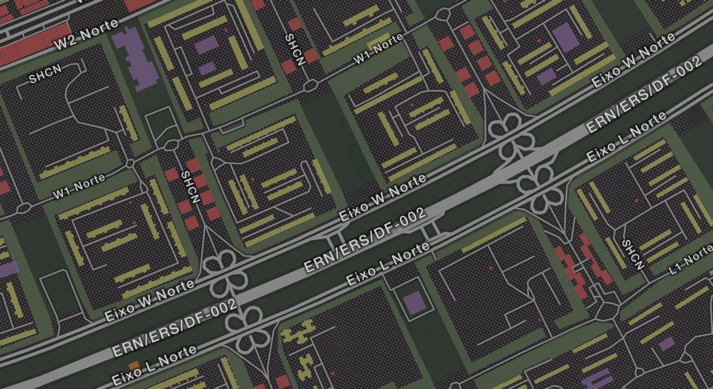 W2 Norte
SHCN
SHCN
W1-Norte
Eixo-W-Norte
ERN/ERS/DF-002
Eixo-L-Norte
SHCN
W1-Norte
Eixo-W-Norte
ERN/ERS/DF-002
Eixo-L-Norte
SHCN
L1-Norte
Eixo-W-Norte
ERN/ERS/DF-002
Eixo L Norte